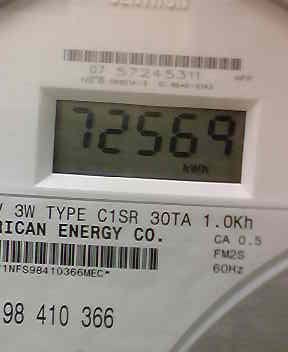 07 57245311
72569
kWh
V 3W TYPE C1SR 30TA 1.0Kh
RICAN ENERGY CO.
CA 0.5
FM2S
60Hz
1NFS98410366MEC*
98 410 366